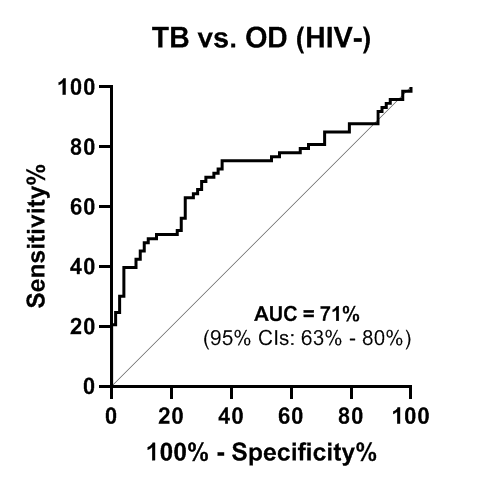 TB vs. OD (HIV-)
100
80
60
40
20
0
Sensitivity%
AUC = 71%
(95% CIs: 63% - 80%)
0 20 40 60 80 100
100% - Specificity%